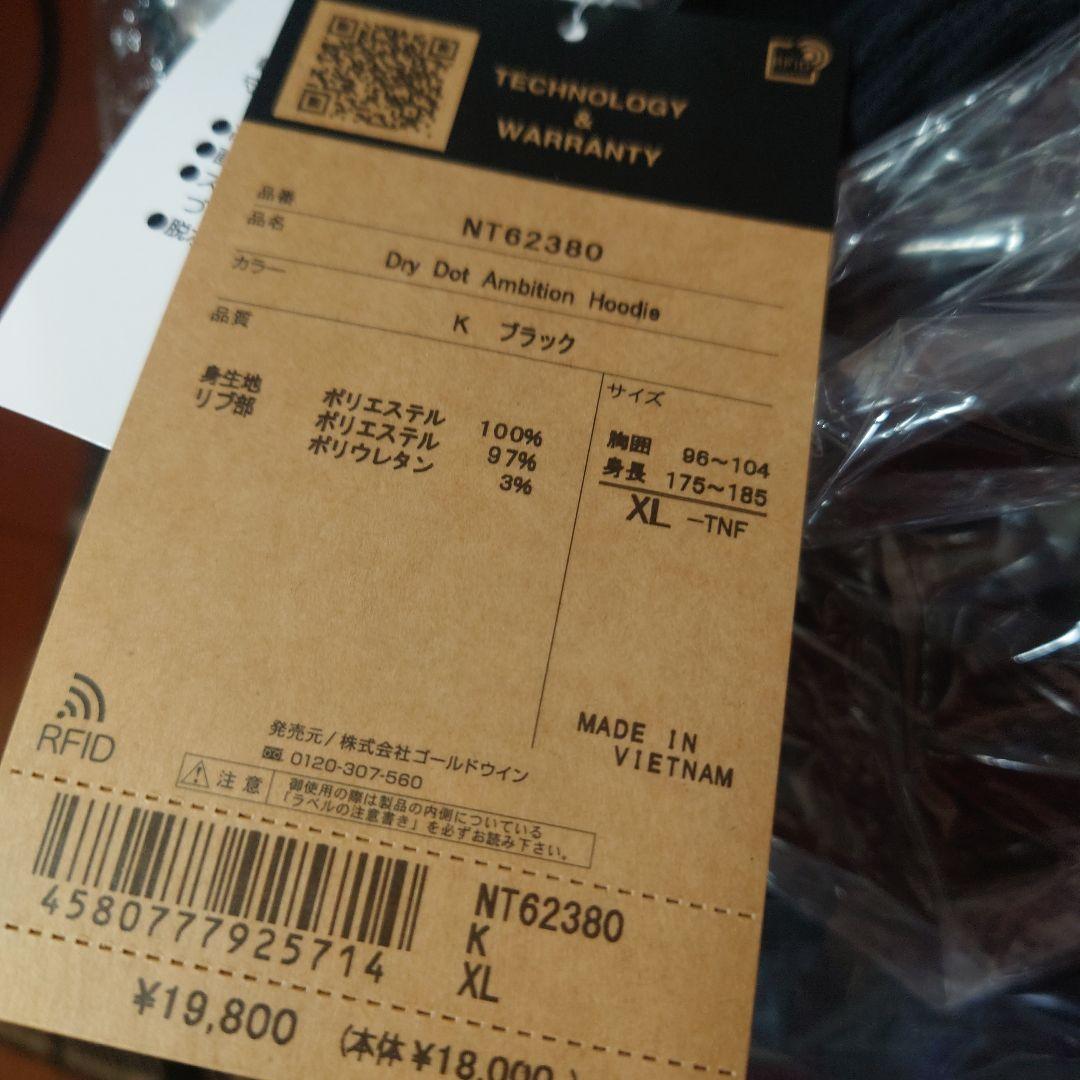 TECHNOLOGY
&
WARRANTY
RFID
品番 NT62380
品名 Dry Dot Ambition Hoodie
カラー K ブラック
品質
身生地 ポリエステル 100%
リブ部 ポリエステル 97%
ポリウレタン 3%
サイズ
胸囲 96～104
身長 175～185
XL -TNF
MADE IN
VIETNAM
RFID
発売元/株式会社ゴールドウイン
0120-307-560
注意
御使用の際は製品の内側についている
「ラベルの注意書き」を必ずお読み下さい。
4580777925714
NT62380
K
XL
¥19,800 (本体¥18,000)